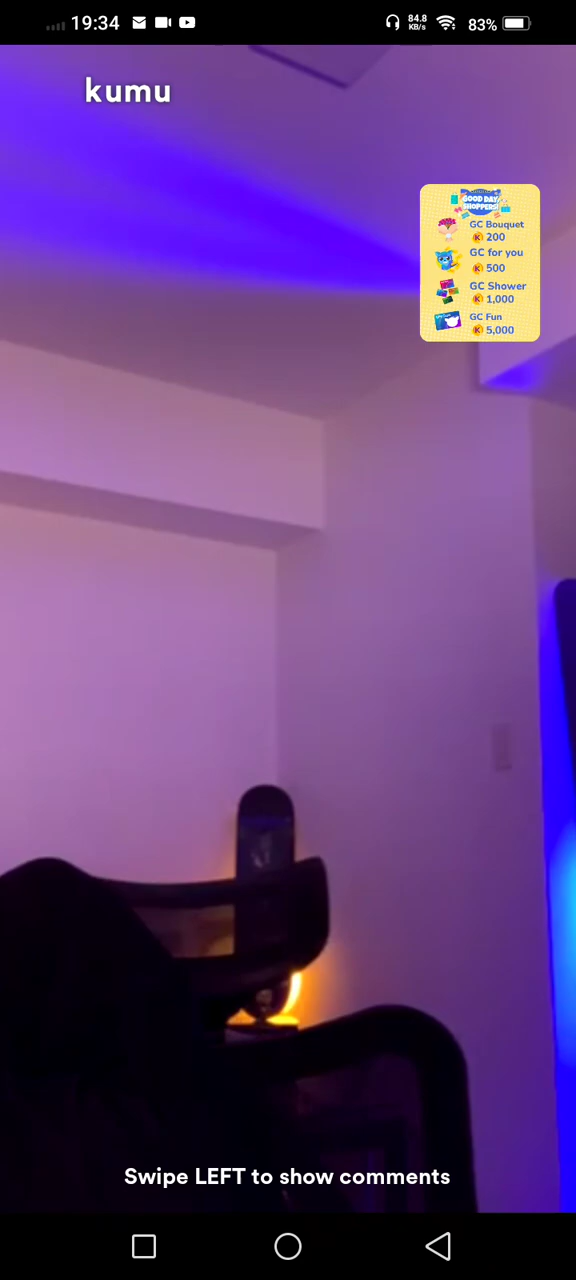 19:34
84.8
KB/s
83%
kumu
GOOD DAY
SHOPPERS!
GC Bouquet
K 200
GC for you
K 500
GC Shower
K 1,000
GC Fun
K 5,000
Swipe LEFT to show comments